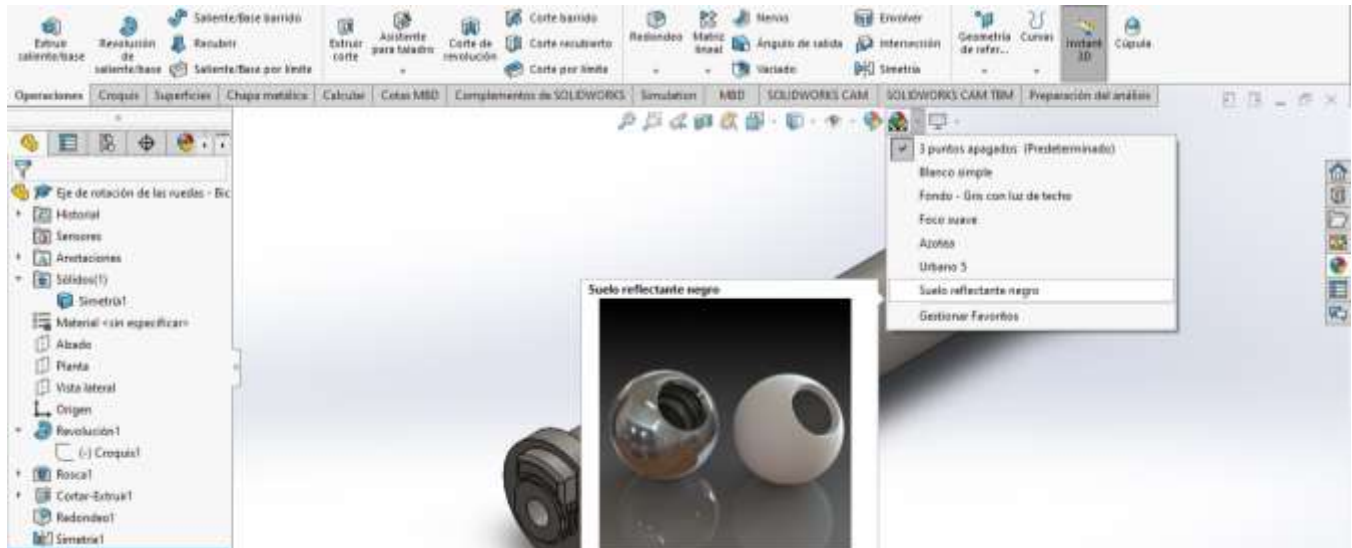 Extruir saliente/base
Revolución de saliente/base
Saliente/Base barrido
Recubrir
Saliente/Base por límite
Extruir corte
Asistente para taladro
Corte de revolución
Corte barrido
Corte recubierto
Corte por límite
Redondeo
Matriz lineal
Nervio
Ángulo de salida
Vaciado
Envolver
Intersección
Simetría
Geometría de refer...
Curvas
Instant 3D
Cúpula
Operaciones Croquis Superficies Chapa metálica Calcular Cotas MBD Complementos de SOLIDWORKS Simulation MBD SOLIDWORKS CAM SOLIDWORKS CAM TBM Preparación del análisis
3 puntos apagados (Predeterminado)
Blanco simple
Fondo - Gris con luz de techo
Foco suave
Azotea
Urbano 5
Suelo reflectante negro
Gestionar Favoritos
Suelo reflectante negro
Eje de rotación de las ruedas - Bic
Historial
Sensores
Anotaciones
Sólidos(1)
Simetría1
Material <sin especificar>
Alzado
Planta
Vista lateral
Origen
Revolución1
(-) Croquis1
Rosca1
Cortar-Extruir1
Redondeo1
Simetría1